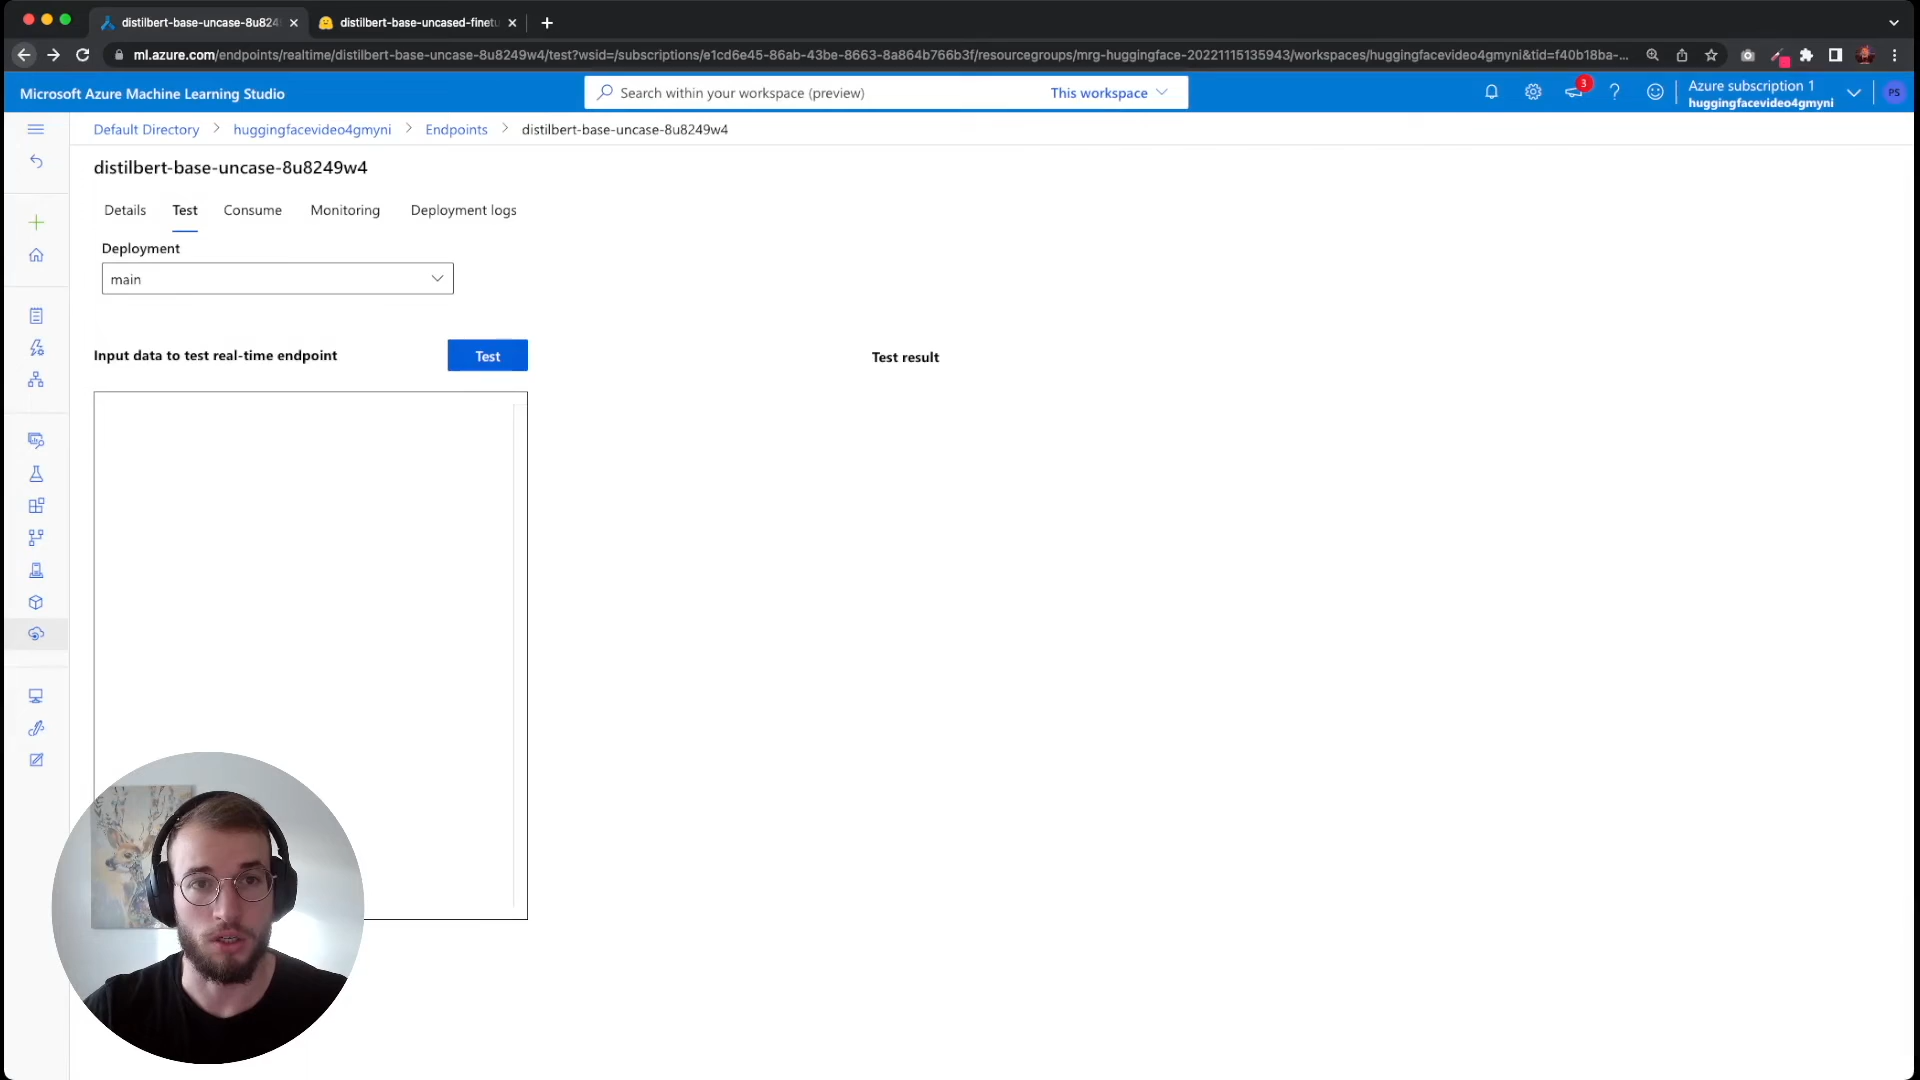 distilbert-base-uncase-8u824
distilbert-base-uncased-finetu
ml.azure.com/endpoints/realtime/distilbert-base-uncase-8u8249w4/test?wsid=/subscriptions/e1cd6e45-86ab-43be-8663-8a864b766b3f/resourcegroups/mrg-huggingface-20221115135943/workspaces/huggingfacevideo4gmyni&tid=f40b18ba-...
Microsoft Azure Machine Learning Studio
Search within your workspace (preview)
This workspace
3
Azure subscription 1
huggingfacevideo4gmyni
PS
Default Directory > huggingfacevideo4gmyni > Endpoints > distilbert-base-uncase-8u8249w4
distilbert-base-uncase-8u8249w4
Details Test Consume Monitoring Deployment logs
Deployment
main
Input data to test real-time endpoint
Test
Test result